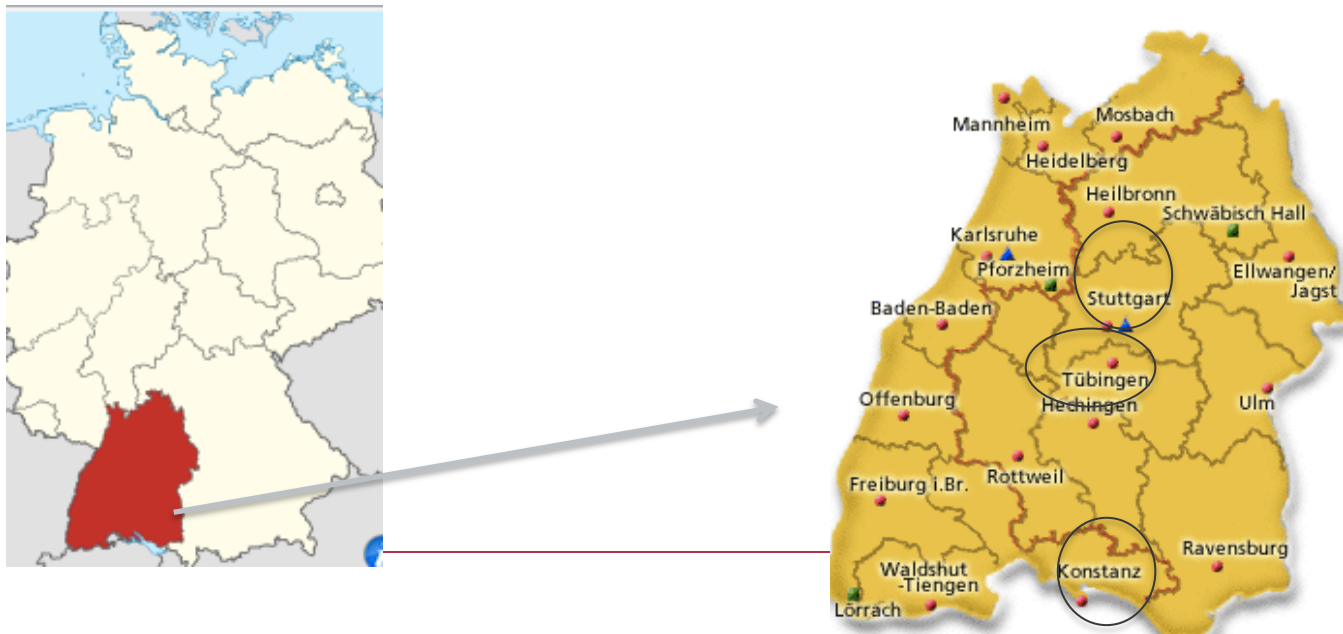 Mannheim
Mosbach
Heidelberg
Heilbronn
Schwäbisch Hall
Karlsruhe
Pforzheim
Ellwangen/
Jagst
Stuttgart
Baden-Baden
Tübingen
Offenburg
Hechingen
Ulm
Rottweil
Freiburg i.Br.
Ravensburg
Waldshut
-Tiengen
Konstanz
Lörrach